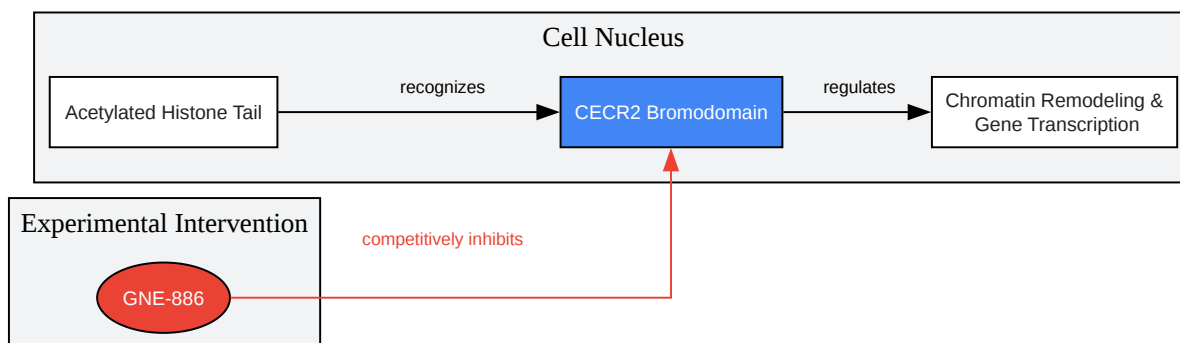 Cell Nucleus
Acetylated Histone Tail
recognizes
CECR2 Bromodomain
regulates
Chromatin Remodeling &
Gene Transcription
Experimental Intervention
competitively inhibits
GNE-886